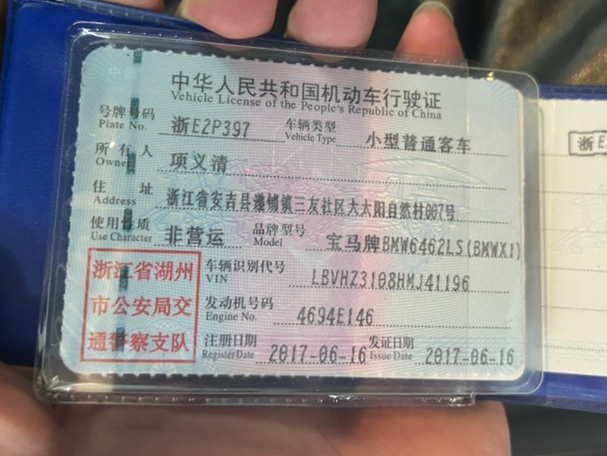 中华人民共和国机动车行驶证
Vehicle License of the People's Republic of China
号牌号码 浙E2P397 车辆类型 小型普通客车
Plate No. Vehicle Type
所有人 项义清
Owner
住址 浙江省安吉县递铺镇三友社区大太阳自然村007号
Address
使用性质 非营运 品牌型号 宝马牌BMW6462LS(BMWX1)
Use Character Model
浙江省湖州
市公安局交
通警察支队
车辆识别代号 LBVHZ3108HMJ41196
VIN
发动机号码 4694E146
Engine No.
注册日期 2017-06-16 发证日期 2017-06-16
Register Date Issue Date
浙E